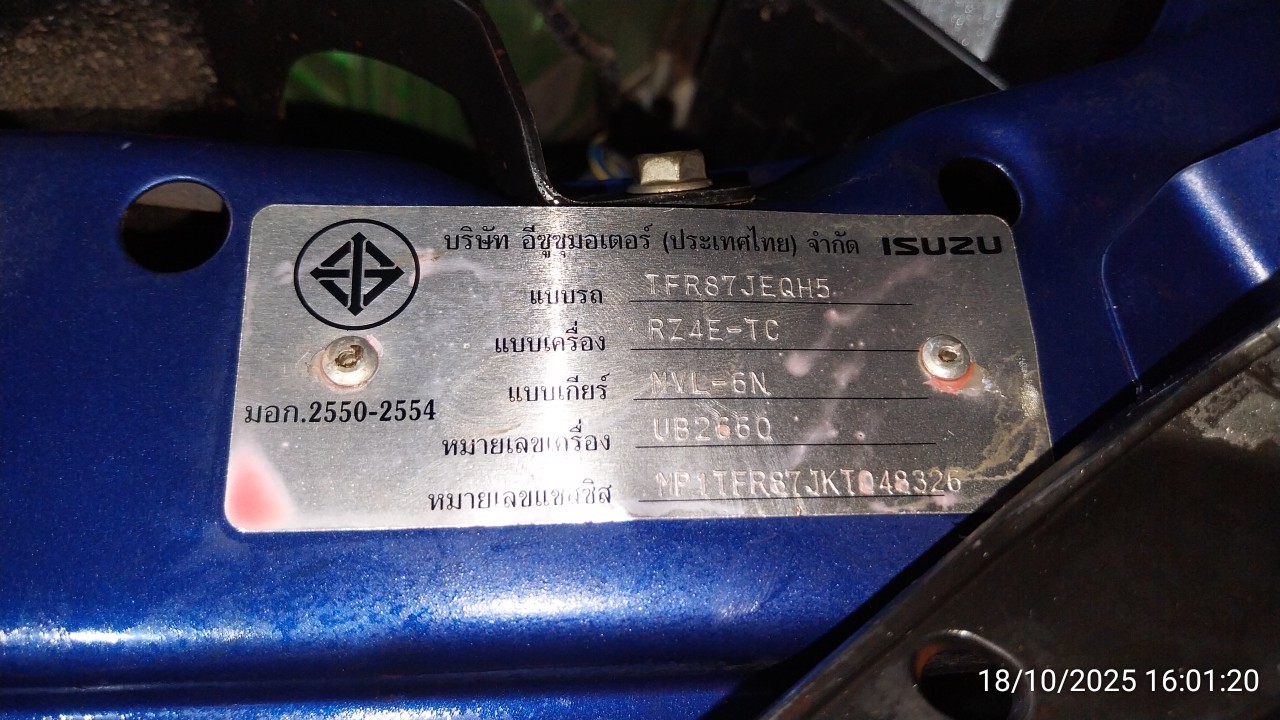 บริษัท อีซูซุมอเตอร์ (ประเทศไทย) จำกัด ISUZU
แบบรถ TFR87JEQH5
แบบเครื่อง RZ4E-TC
แบบเกียร์ MVL-6N
มอก.2550-2554
หมายเลขเครื่อง UB2660
หมายเลขแชสซีส MP1TFR87JKT048326
18/10/2025 16:01:20